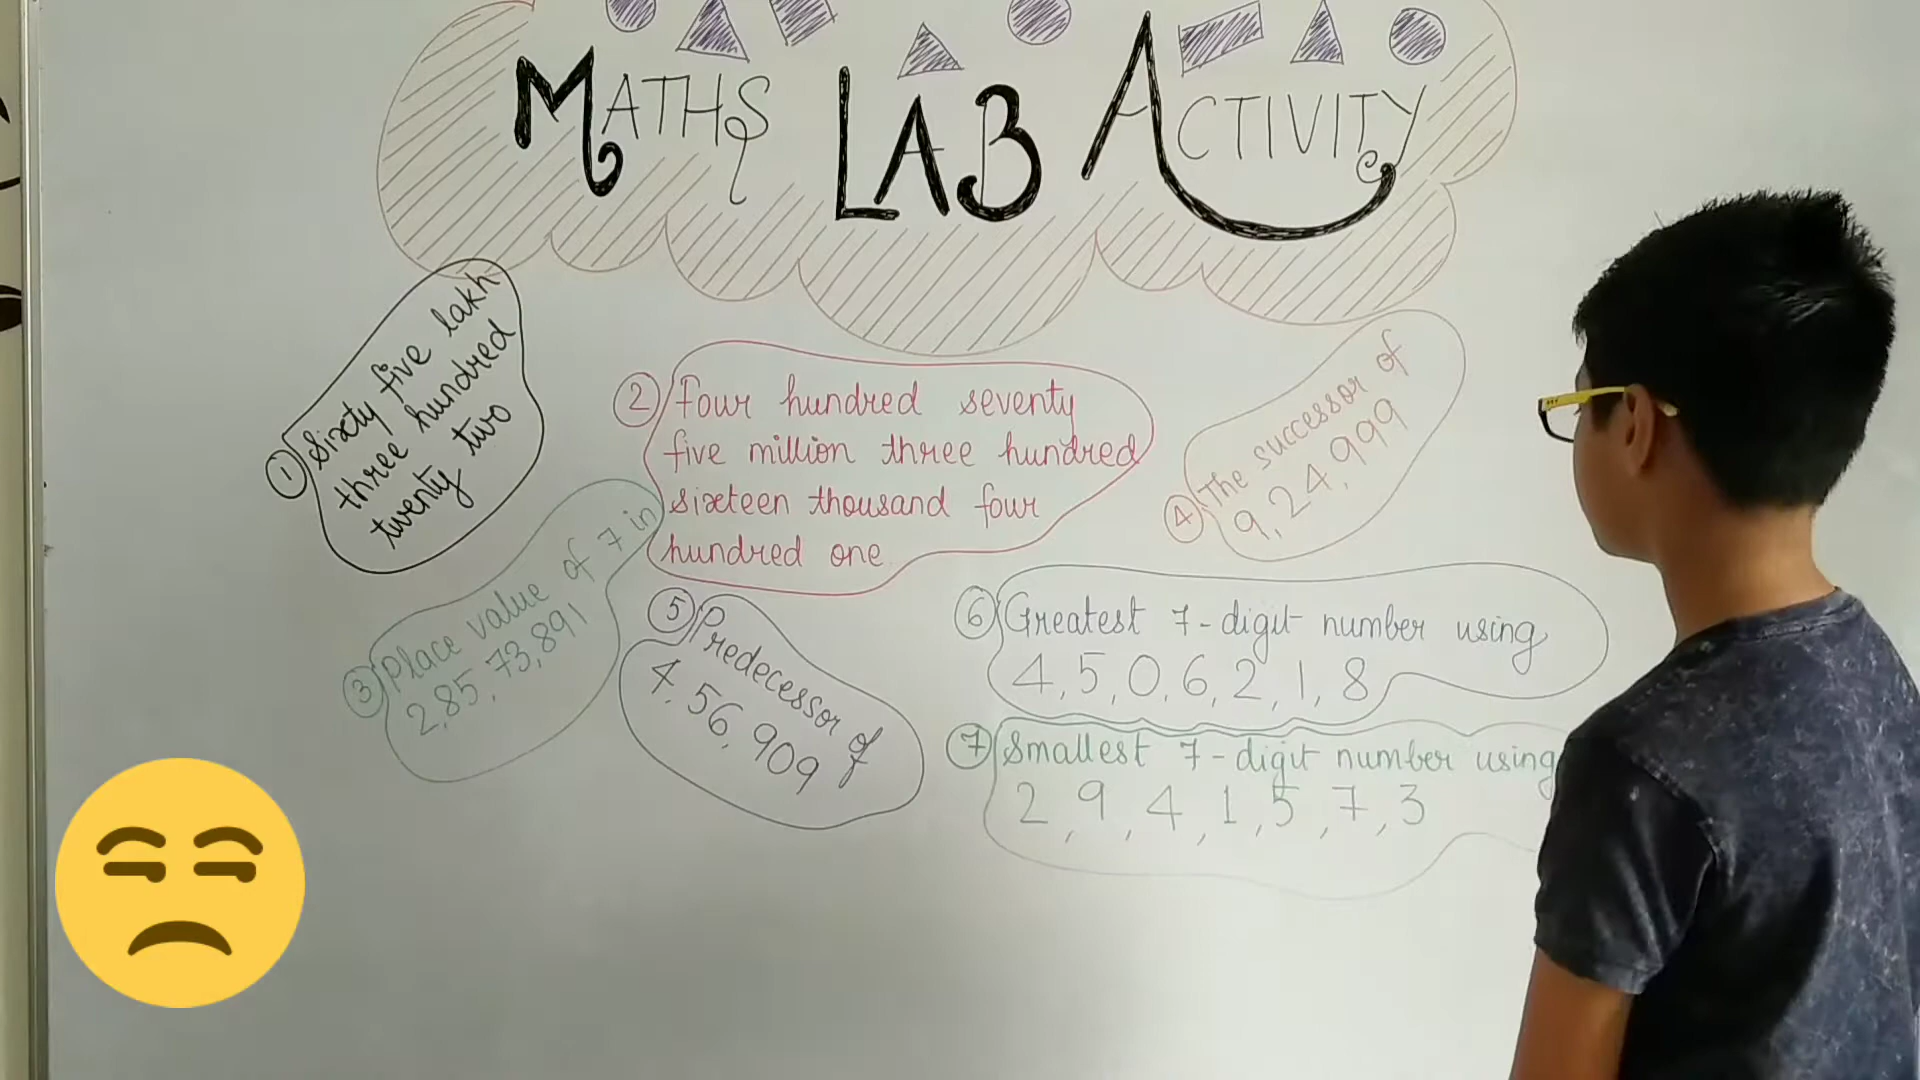 MATHS LAB ACTIVITY
1 Sixty five lakh
three hundred
twenty two
2 Four hundred seventy
five million three hundred
sixteen thousand four
hundred one
3 Place value of 7 in
2,85,73,891
4 The successor of
9,24,999
5 Predecessor of
4,56,909
6 Greatest 7-digit number using
4,5,0,6,2,1,8
7 Smallest 7-digit number using
2,9,4,1,5,7,3